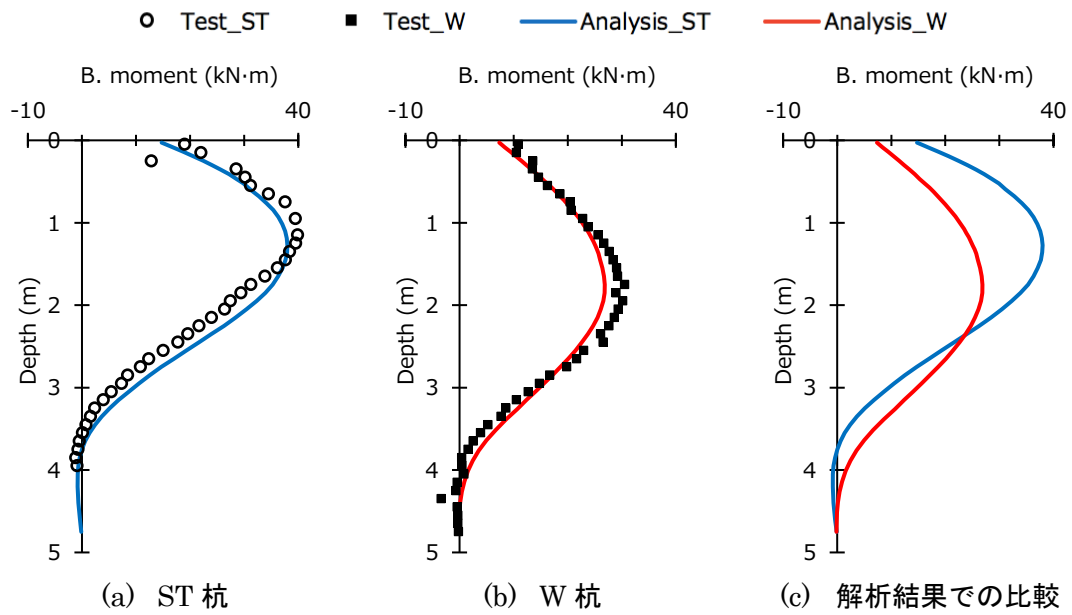 Test_ST Test_W Analysis_ST Analysis_W
B. moment (kN·m) B. moment (kN·m) B. moment (kN·m)
-10 40 -10 40 -10 40
0 0 0
1 1 1
2 2 2
3 3 3
4 4 4
5 5 5
Depth (m) Depth (m) Depth (m)
(a) ST 杭 (b) W 杭 (c) 解析結果での比較